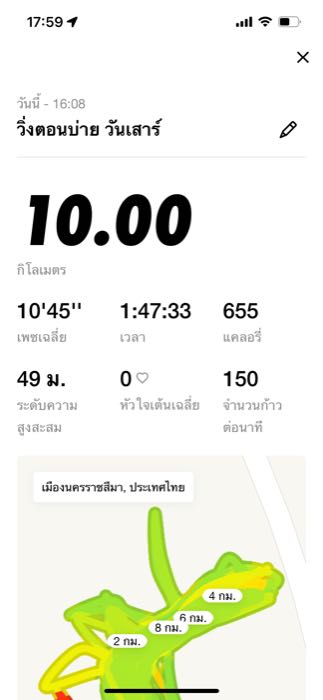 17:59
วันนี้ - 16:08
วิ่งตอนบ่าย วันเสาร์
10.00
กิโลเมตร
10'45'' 1:47:33 655
เพซเฉลี่ย เวลา แคลอรี่
49 ม. 0 150
ระดับความ หัวใจเต้นเฉลี่ย จำนวนก้าว
สูงสะสม ต่อนาที
เมืองนครราชสีมา, ประเทศไทย
4 กม.
6 กม.
8 กม.
2 กม.